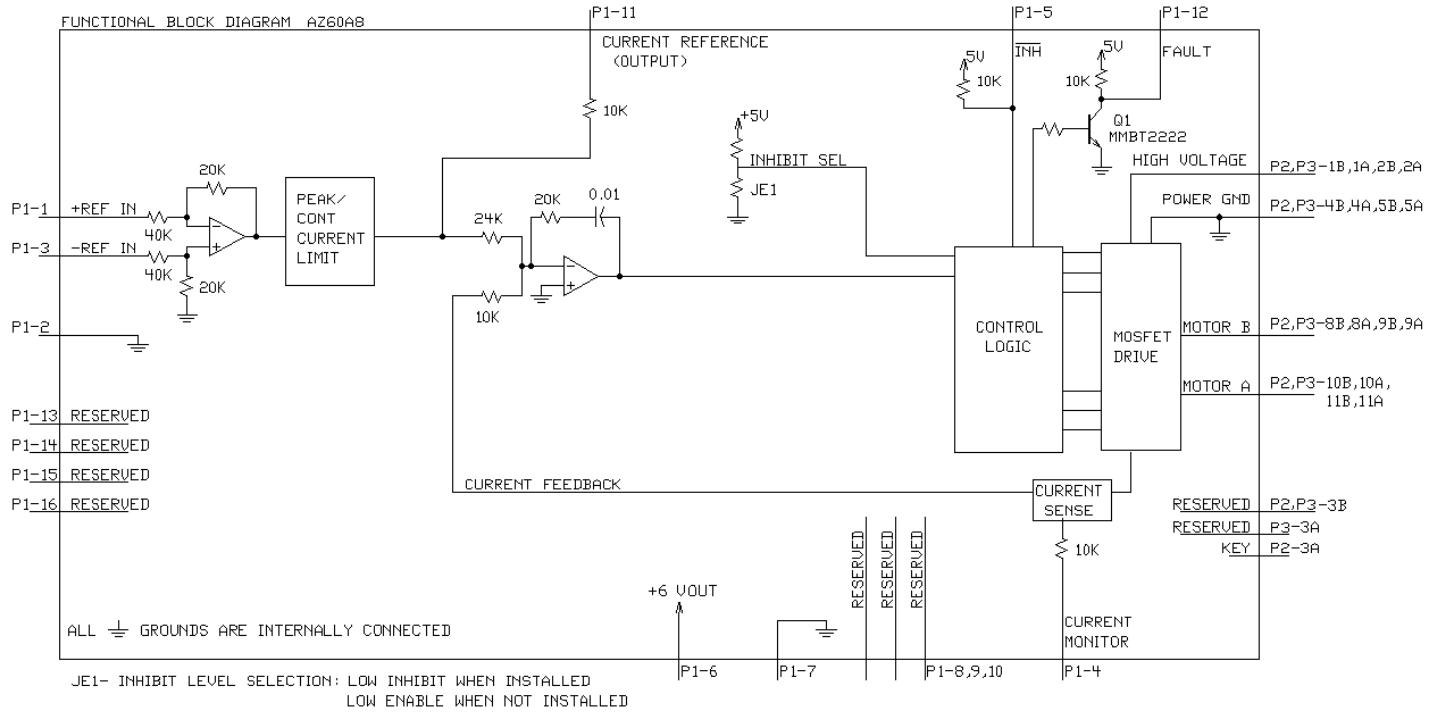 FUNCTIONAL BLOCK DIAGRAM AZ60A8
P1-11
P1-5
P1-12
CURRENT REFERENCE
(OUTPUT)
10K
5V
10K
INH
5V
10K
FAULT
Q1
MMBT2222
+5V
INHIBIT SEL
JE1
HIGH VOLTAGE
P2,P3-1B,1A,2B,2A
POWER GND
P2,P3-4B,4A,5B,5A
P1-1
+REF IN
40K
20K
P1-3
-REF IN
40K
20K
PEAK/
CONT
CURRENT
LIMIT
24K
20K
0.01
10K
P1-2
CONTROL
LOGIC
MOSFET
DRIVE
MOTOR B
P2,P3-8B,8A,9B,9A
MOTOR A
P2,P3-10B,10A,
11B,11A
P1-13 RESERVED
P1-14 RESERVED
P1-15 RESERVED
P1-16 RESERVED
CURRENT FEEDBACK
CURRENT
SENSE
10K
RESERVED P2,P3-3B
RESERVED P3-3A
KEY P2-3A
RESERVED
RESERVED
RESERVED
+6 VOUT
CURRENT
MONITOR
ALL GROUNDS ARE INTERNALLY CONNECTED
P1-6
P1-7
P1-8,9,10
P1-4
JE1- INHIBIT LEVEL SELECTION: LOW INHIBIT WHEN INSTALLED
LOW ENABLE WHEN NOT INSTALLED